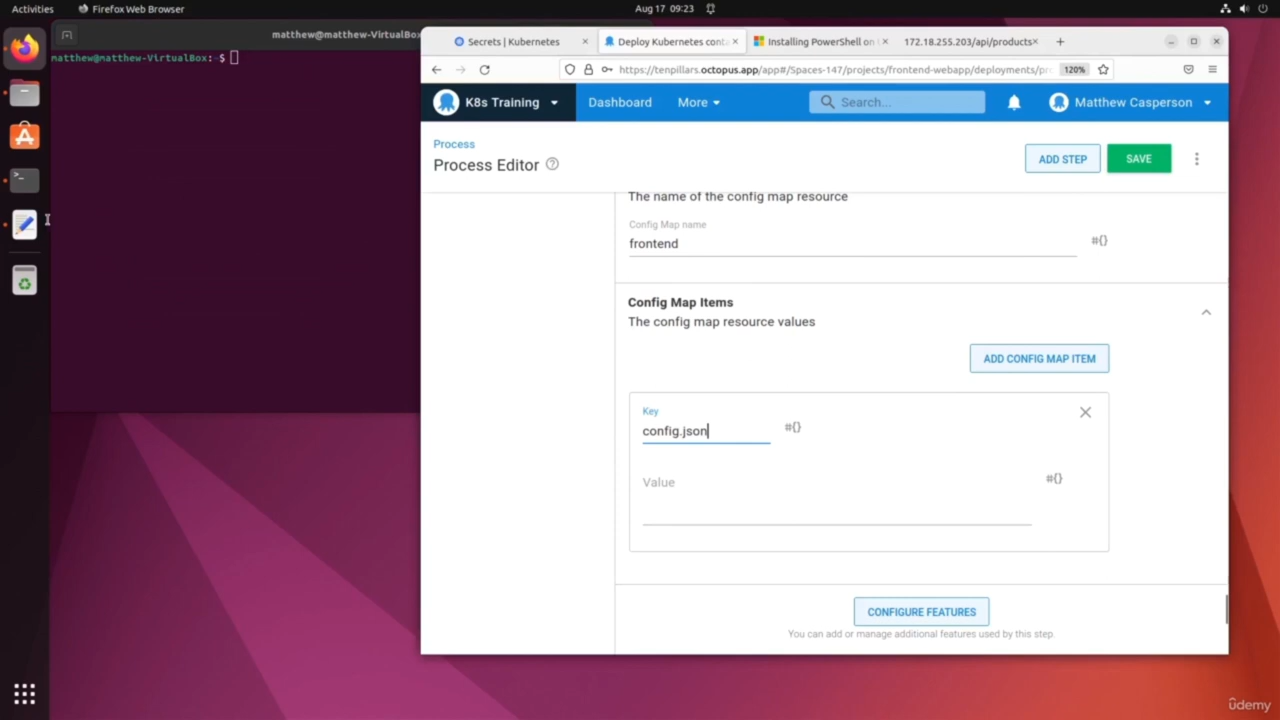 Activities
Firefox Web Browser
Aug 17 09:23
matthew@matthew-VirtualBox:
matthew@matthew-VirtualBox:~$
Secrets | Kubernetes
Deploy Kubernetes cont
Installing PowerShell on
172.18.255.203/api/products
https://tenpillars.octopus.app/app#/Spaces-147/projects/frontend-webapp/deployments/pr
120%
K8s Training
Dashboard
More
Search...
Matthew Casperson
Process
Process Editor
ADD STEP
SAVE
The name of the config map resource
Config Map name
frontend
#{}
Config Map Items
The config map resource values
ADD CONFIG MAP ITEM
Key
config.json
#{}
Value
#{}
CONFIGURE FEATURES
You can add or manage additional features used by this step.
ûdemy